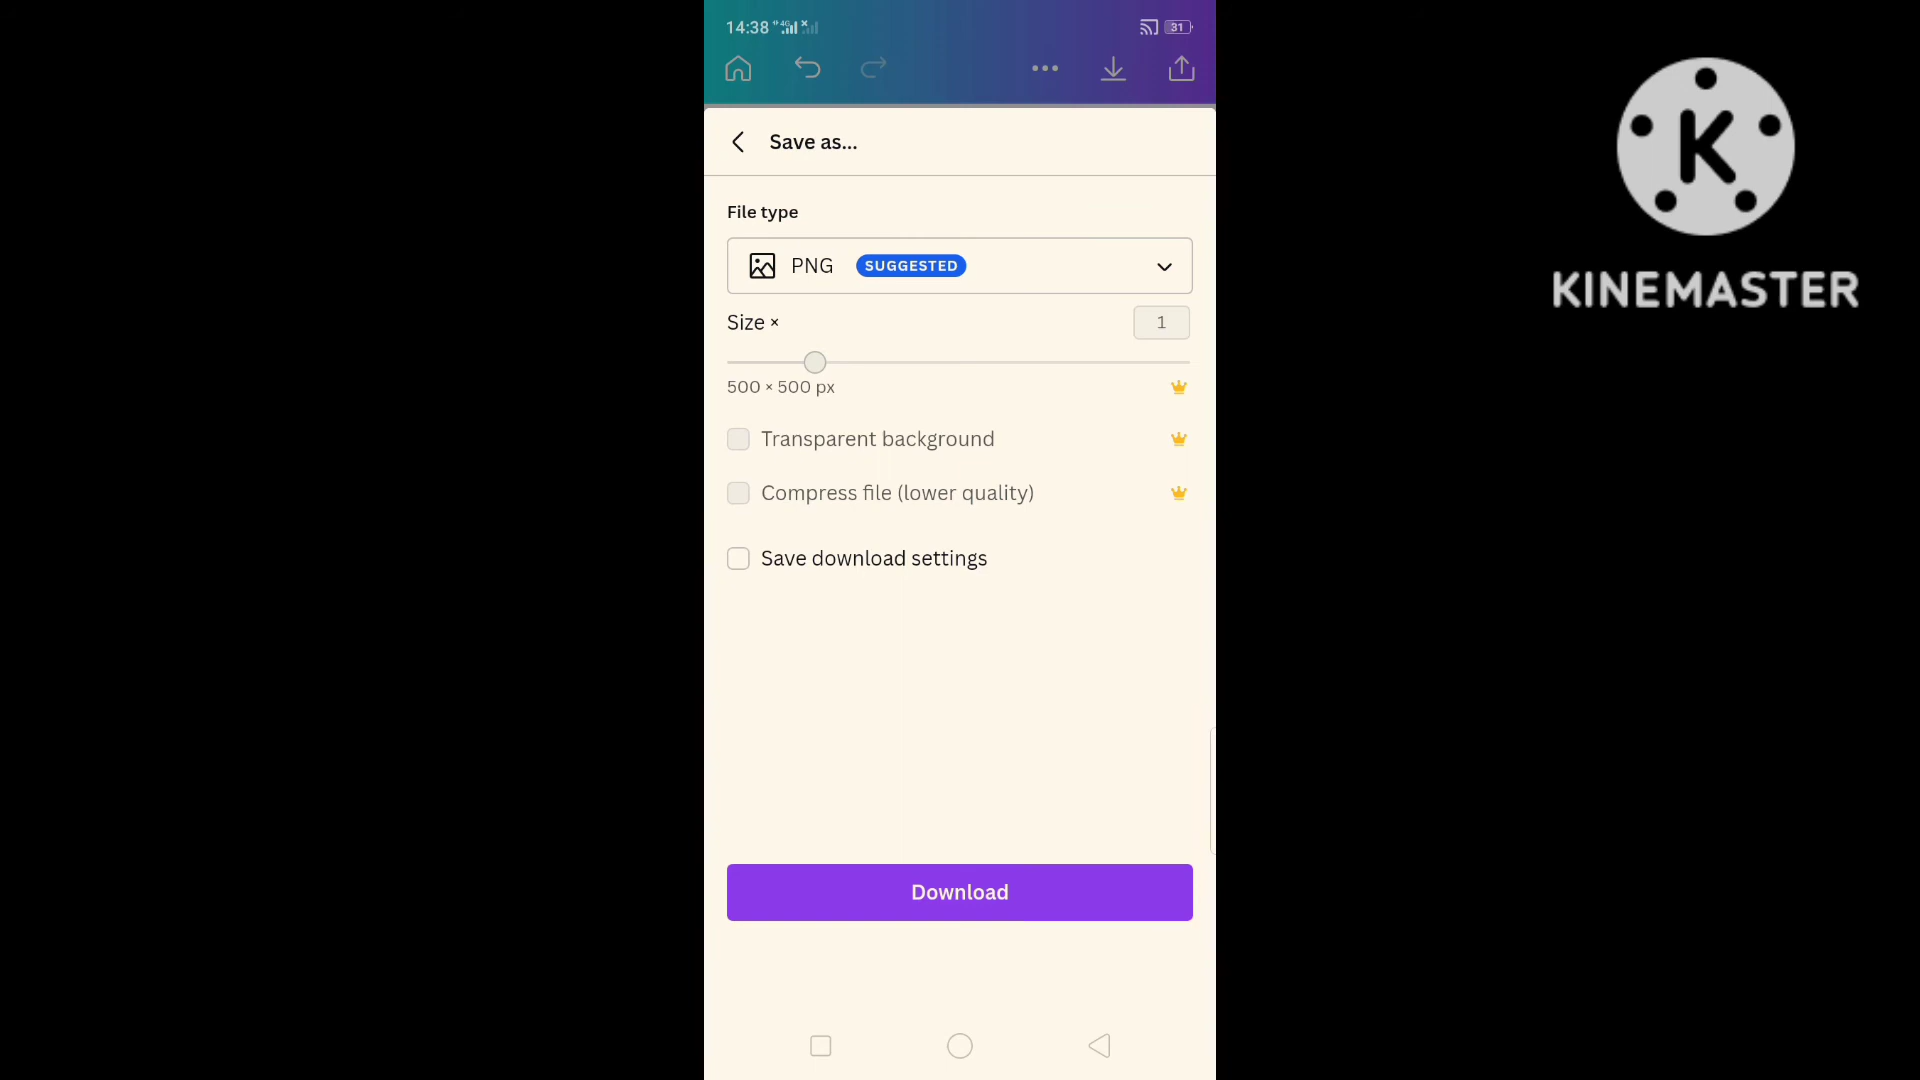 14:38 4G 31
Save as...
File type
PNG SUGGESTED
Size × 1
500 × 500 px
Transparent background
Compress file (lower quality)
Save download settings
Download
K
KINEMASTER